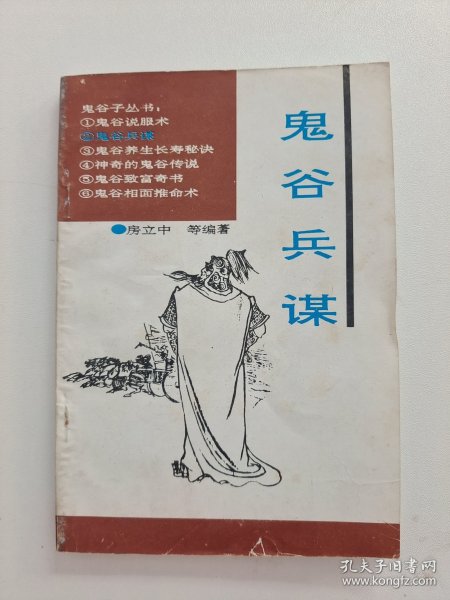 鬼谷子丛书：
①鬼谷说服术
②鬼谷兵谋
③鬼谷养生长寿秘诀
④神奇的鬼谷传说
⑤鬼谷致富奇书
⑥鬼谷相面推命术
●房立中 等编著
鬼谷兵谋
孔夫子旧书网
www.kongfz.com